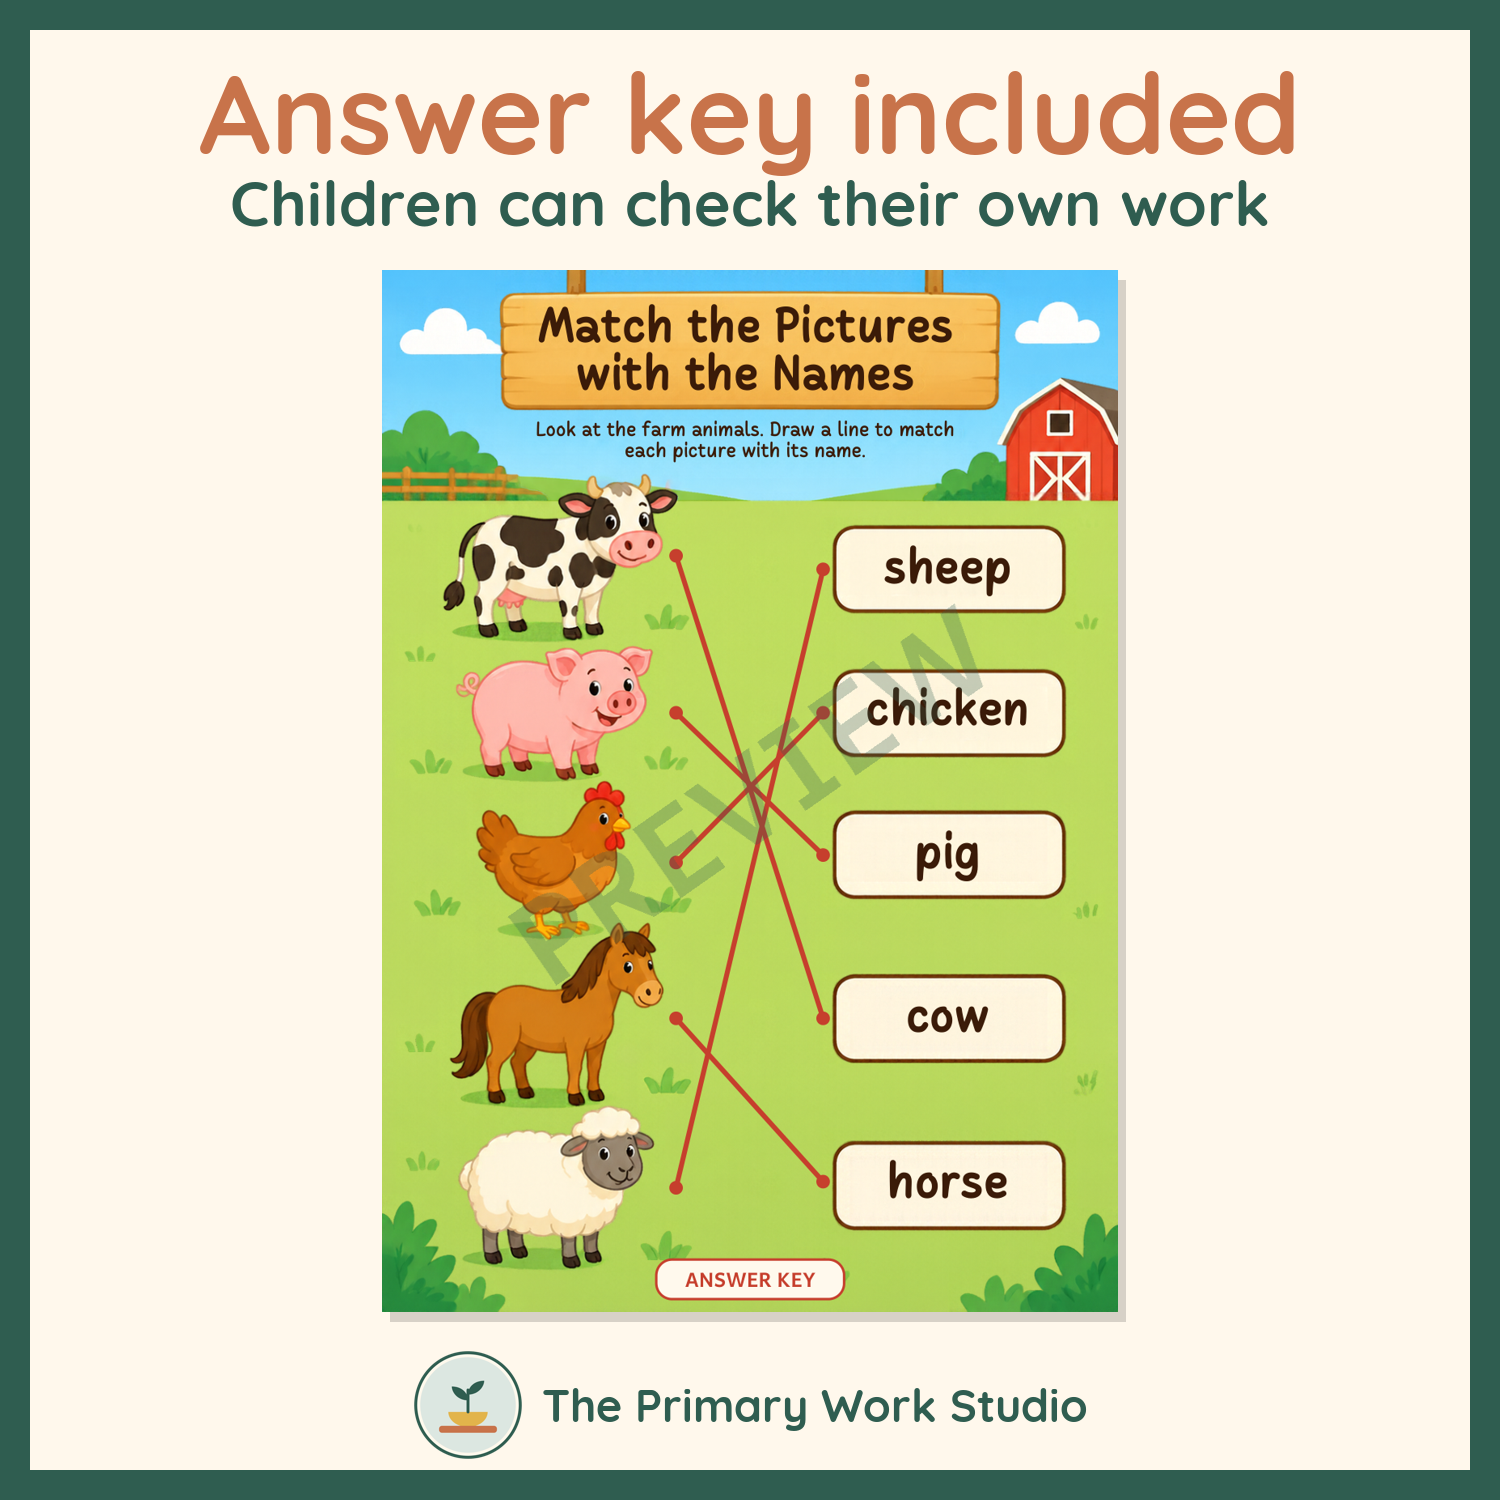 Answer key included
Children can check their own work
Match the Pictures
with the Names
Look at the farm animals. Draw a line to match
each picture with its name.
sheep
chicken
pig
cow
horse
PREVIEW
ANSWER KEY
The Primary Work Studio